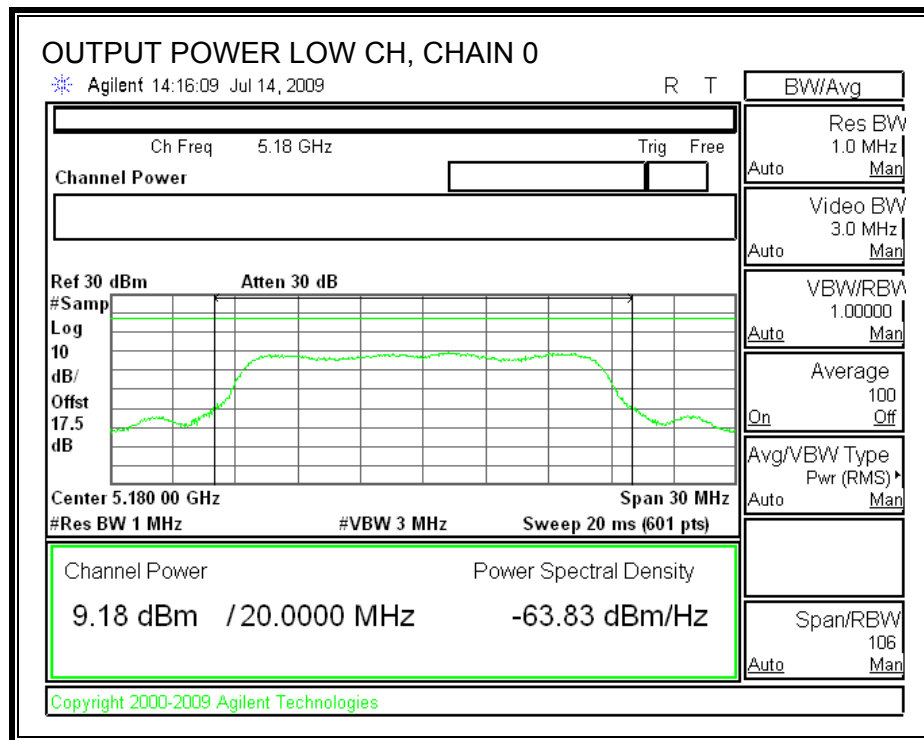 OUTPUT POWER LOW CH, CHAIN 0
Agilent 14:16:09 Jul 14, 2009 R T
Ch Freq 5.18 GHz Trig Free
Channel Power
Ref 30 dBm Atten 30 dB
#Samp
Log
10
dB/
Offst
17.5
dB
Center 5.180 00 GHz Span 30 MHz
#Res BW 1 MHz #VBW 3 MHz Sweep 20 ms (601 pts)
Channel Power Power Spectral Density
9.18 dBm / 20.0000 MHz -63.83 dBm/Hz
Copyright 2000-2009 Agilent Technologies
BW/Avg
Res BW
1.0 MHz
Auto Man
Video BW
3.0 MHz
Auto Man
VBW/RBW
1.00000
Auto Man
Average
100
On Off
Avg/VBW Type
Pwr (RMS)
Auto Man
Span/RBW
106
Auto Man